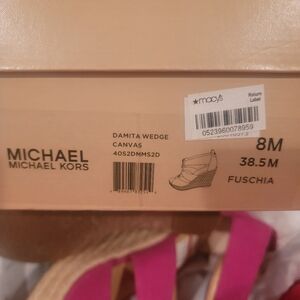 ★macy's
Return
Label
0523960078959
DAMITA WEDGE
CANVAS
40S2DMMS2D
MICHAEL
MICHAEL KORS
8M
38.5M
FUSCHIA